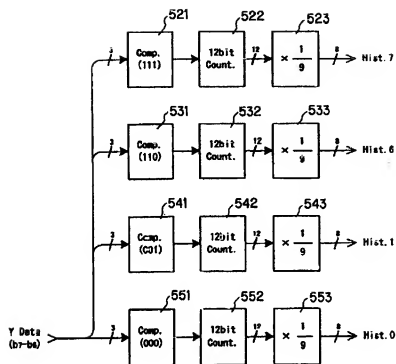 521 522 523
3 Comp. (111) 12bit Count. 12 × 1/9 8 Hist. 7
531 532 533
3 Comp. (110) 12bit Count. 12 × 1/9 8 Hist. 6
541 542 543
3 Comp. (001) 12bit Count. 12 × 1/9 8 Hist. 1
551 552 553
3 Comp. (000) 12bit Count. 12 × 1/9 8 Hist. 0
Y Data
(b7-b5)